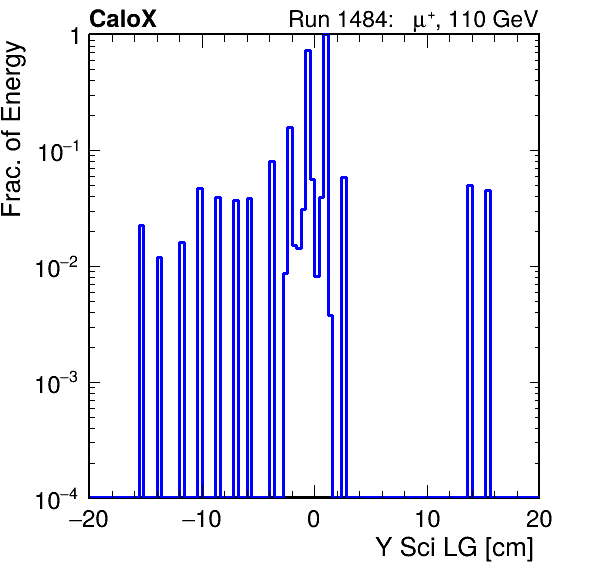 CaloX Run 1484: μ⁺, 110 GeV
Frac. of Energy
1
10⁻¹
10⁻²
10⁻³
10⁻⁴
−20 −10 0 10 20
Y Sci LG [cm]